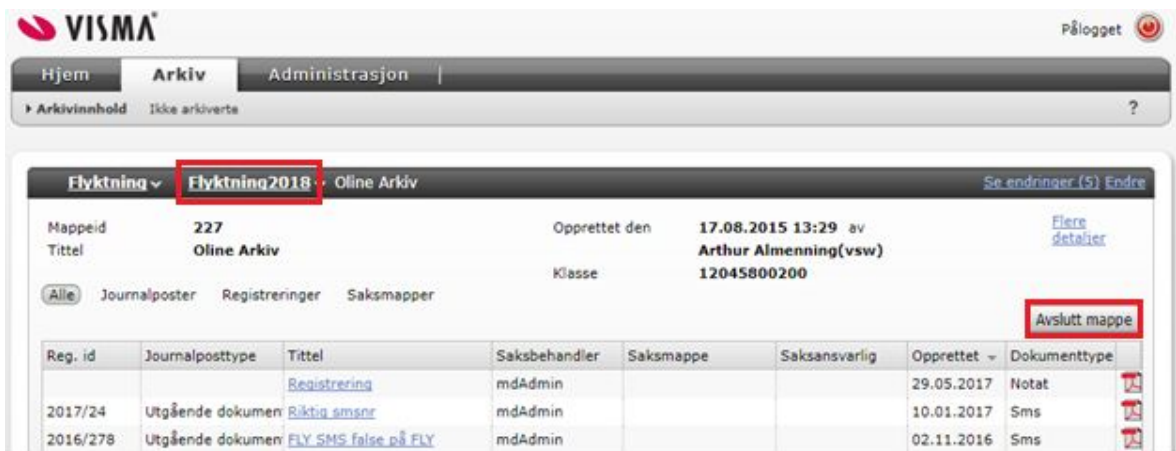 VISMA
Pålogget
Hjem Arkiv Administrasjon
Arkivinnhold Ikke arkiverte ?
Flyktning Flyktning2018 Oline Arkiv Se endringer (5) Endre
Mappeid 227 Opprettet den 17.08.2015 13:29 av Flere
Tittel Oline Arkiv Arthur Almenning(vsw) detaljer
Klasse 12045800200
Alle Journalposter Registreringer Saksmapper
Avslutt mappe
Reg. id Journalposttype Tittel Saksbehandler Saksmappe Saksansvarlig Opprettet Dokumenttype
Registrering mdAdmin 29.05.2017 Notat
2017/24 Utgående dokumen Riktig smsnr mdAdmin 10.01.2017 Sms
2016/278 Utgående dokumen FLY SMS false på FLY mdAdmin 02.11.2016 Sms